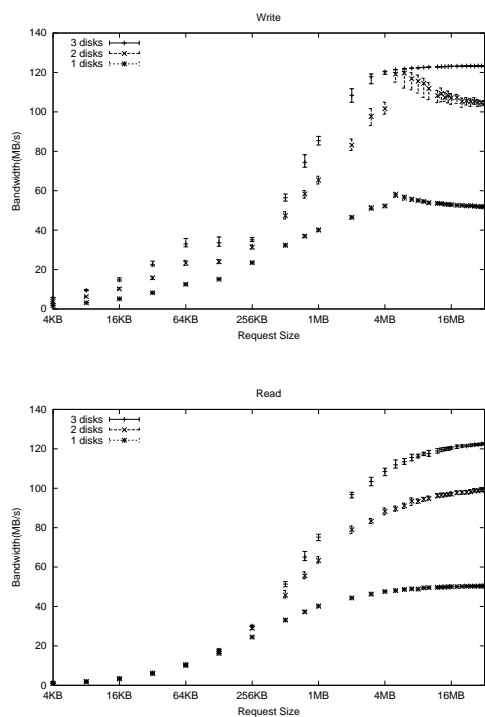 Write
140
120
100
80
60
40
20
0
3 disks
2 disks
1 disks
Bandwidth(MB/s)
4KB 16KB 64KB 256KB 1MB 4MB 16MB
Request Size
Read
140
120
100
80
60
40
20
0
3 disks
2 disks
1 disks
Bandwidth(MB/s)
4KB 16KB 64KB 256KB 1MB 4MB 16MB
Request Size